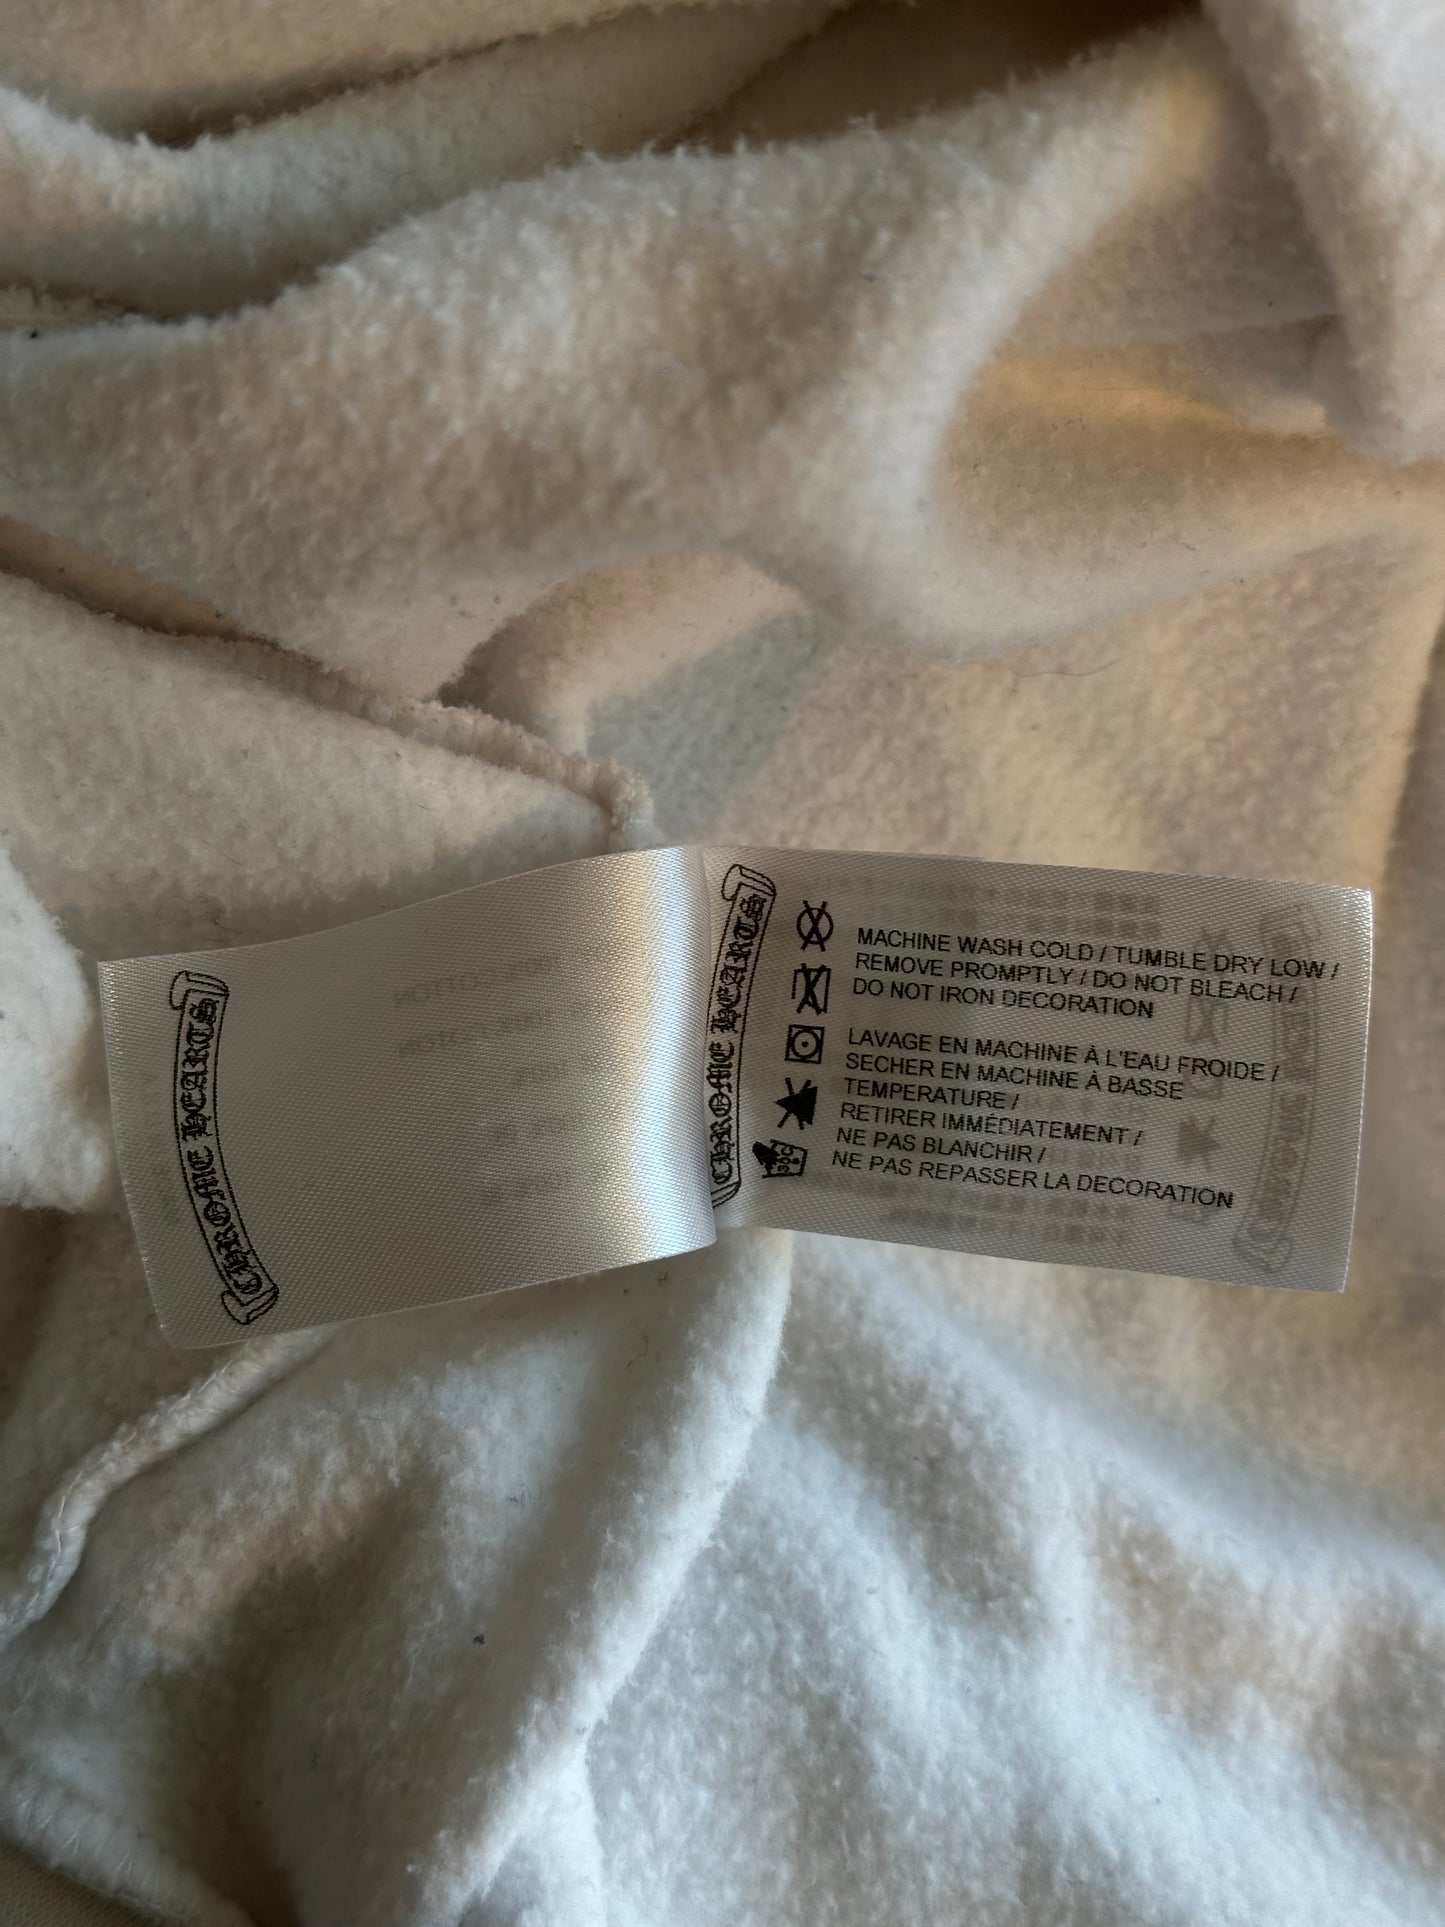 CHROME HEARTS
CHROME HEARTS
MACHINE WASH COLD / TUMBLE DRY LOW /
REMOVE PROMPTLY / DO NOT BLEACH /
DO NOT IRON DECORATION
LAVAGE EN MACHINE À L'EAU FROIDE /
SECHER EN MACHINE À BASSE
TEMPERATURE /
RETIRER IMMÉDIATEMENT /
NE PAS BLANCHIR /
NE PAS REPASSER LA DECORATION
30C